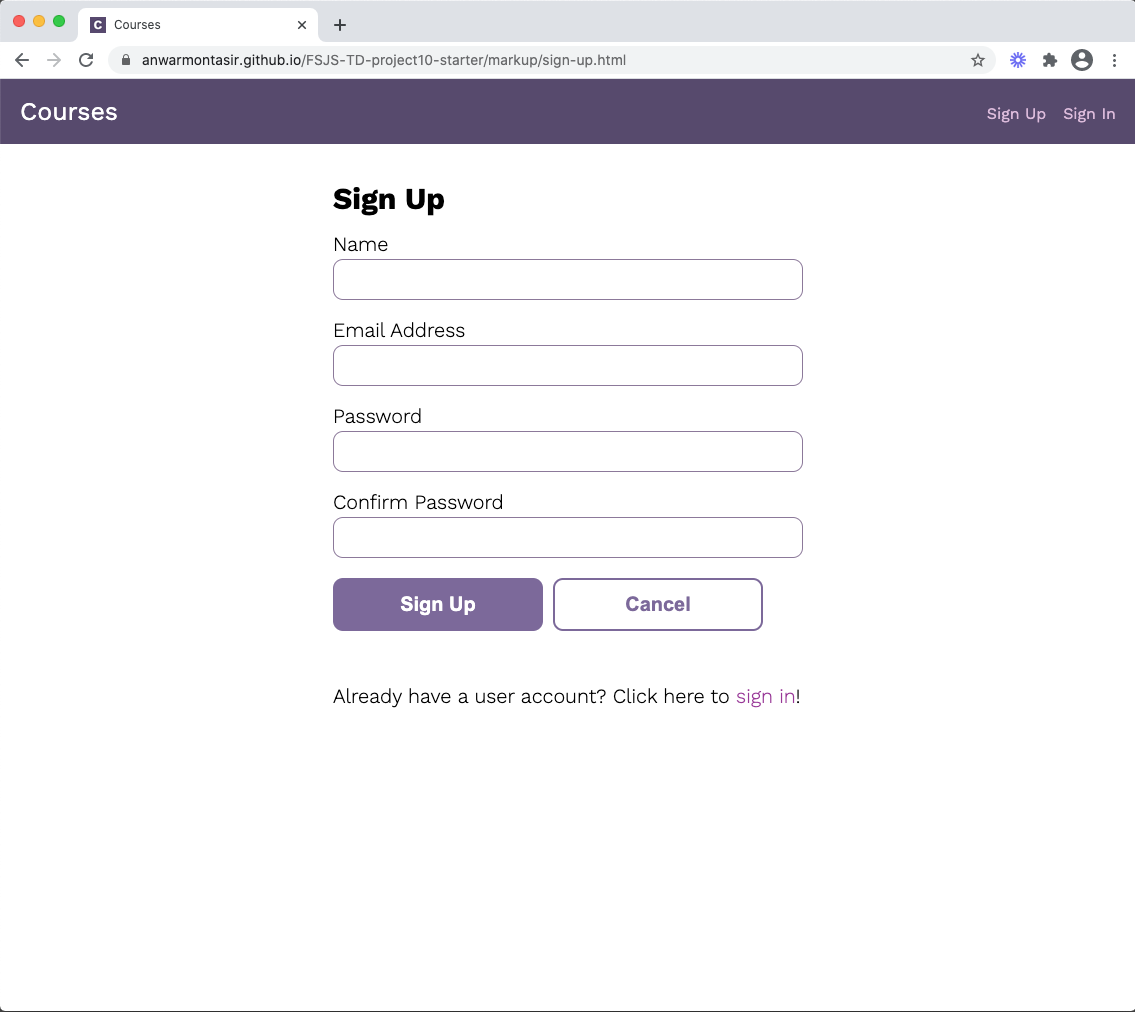 C Courses
anwarmontasir.github.io/FSJS-TD-project10-starter/markup/sign-up.html
Courses Sign Up Sign In
Sign Up
Name
Email Address
Password
Confirm Password
Sign Up Cancel
Already have a user account? Click here to sign in!